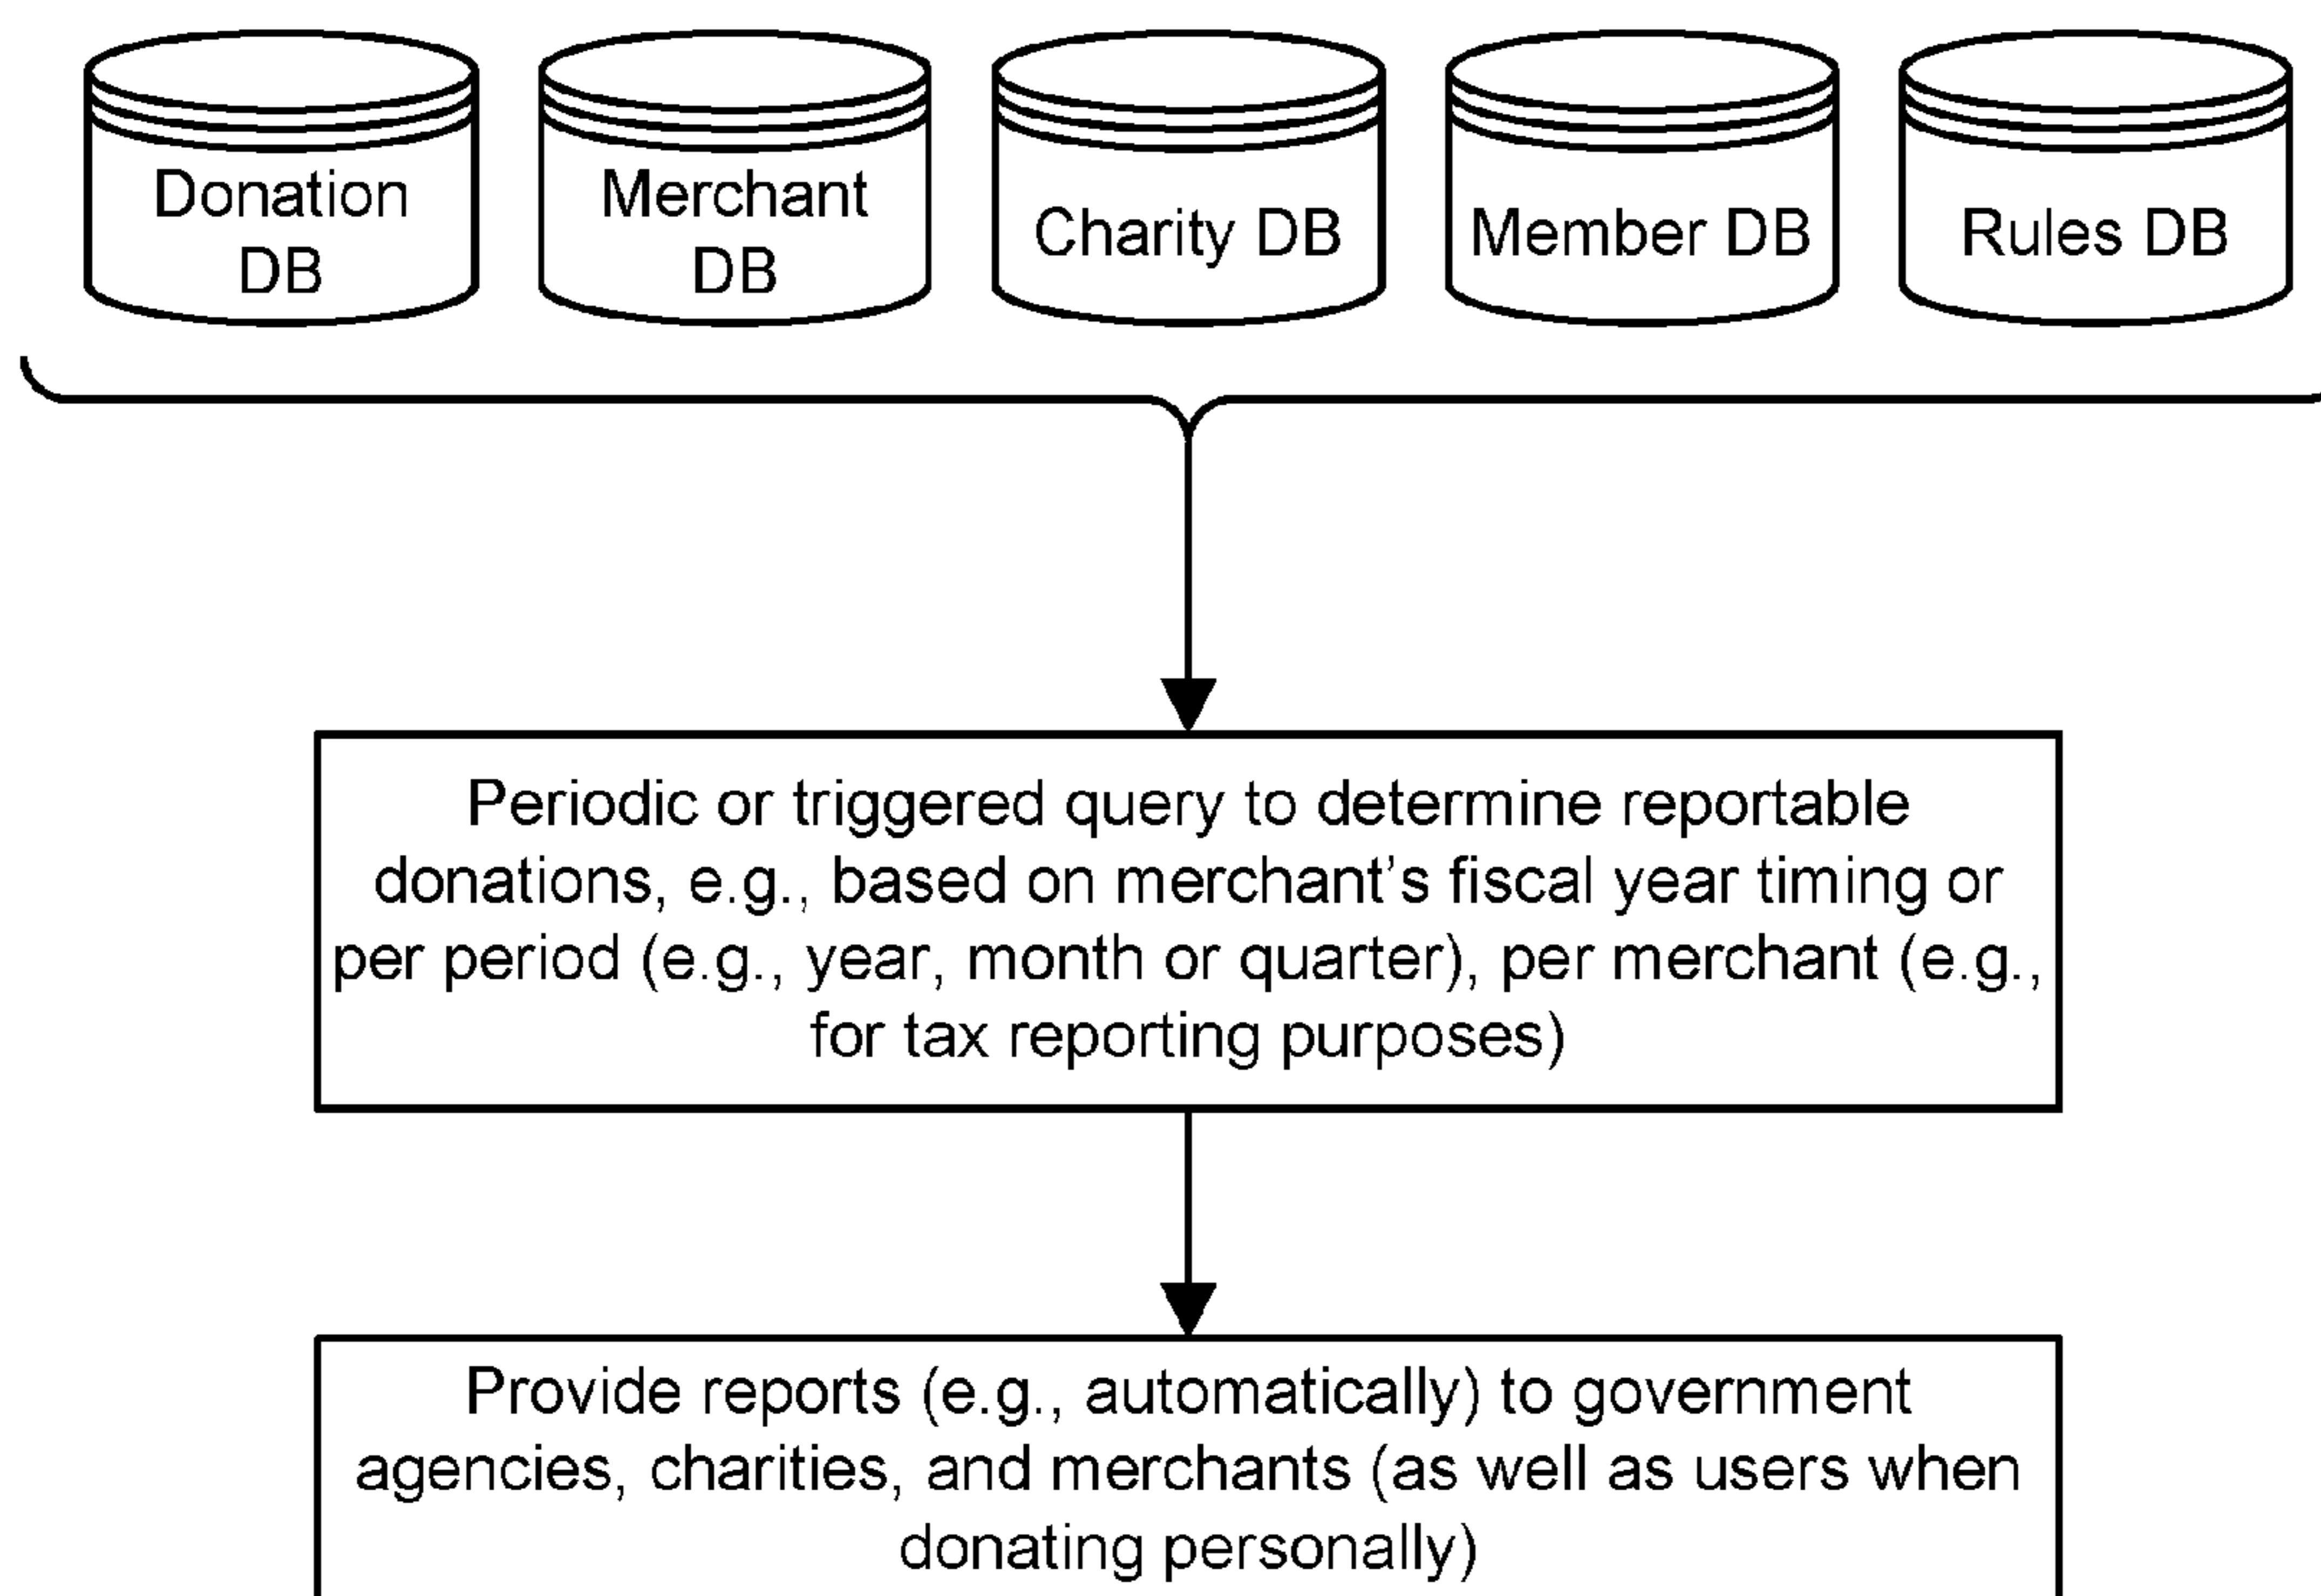 Donation
DB
Merchant
DB
Charity DB
Member DB
Rules DB
Periodic or triggered query to determine reportable
donations, e.g., based on merchant's fiscal year timing or
per period (e.g., year, month or quarter), per merchant (e.g.,
for tax reporting purposes)
Provide reports (e.g., automatically) to government
agencies, charities, and merchants (as well as users when
donating personally)